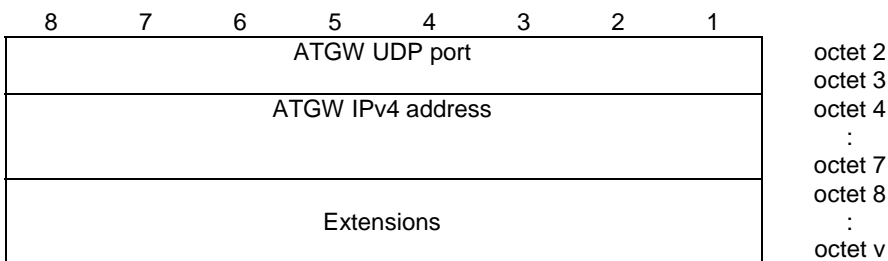 8 7 6 5 4 3 2 1
ATGW UDP port octet 2
octet 3
ATGW IPv4 address octet 4
:
octet 7
octet 8
Extensions :
octet v